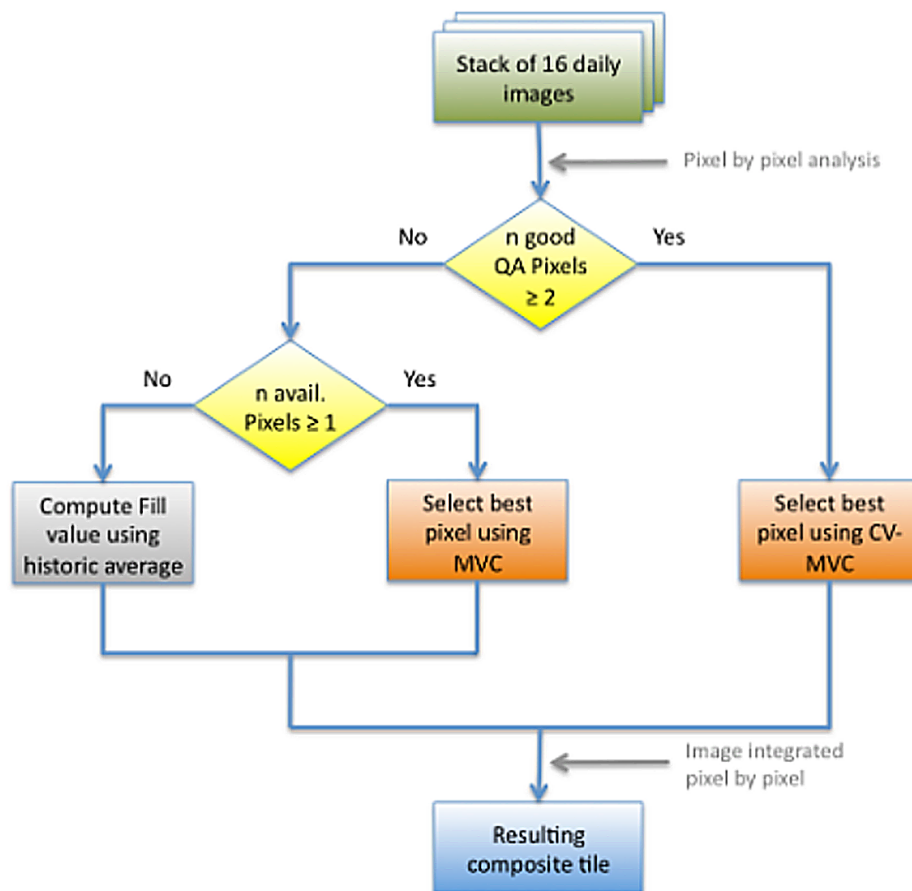 Stack of 16 daily
images
Pixel by pixel analysis
No
n good
QA Pixels
≥ 2
Yes
No
n avail.
Pixels ≥ 1
Yes
Compute Fill
value using
historic average
Select best
pixel using
MVC
Select best
pixel using CV-
MVC
Image integrated
pixel by pixel
Resulting
composite tile